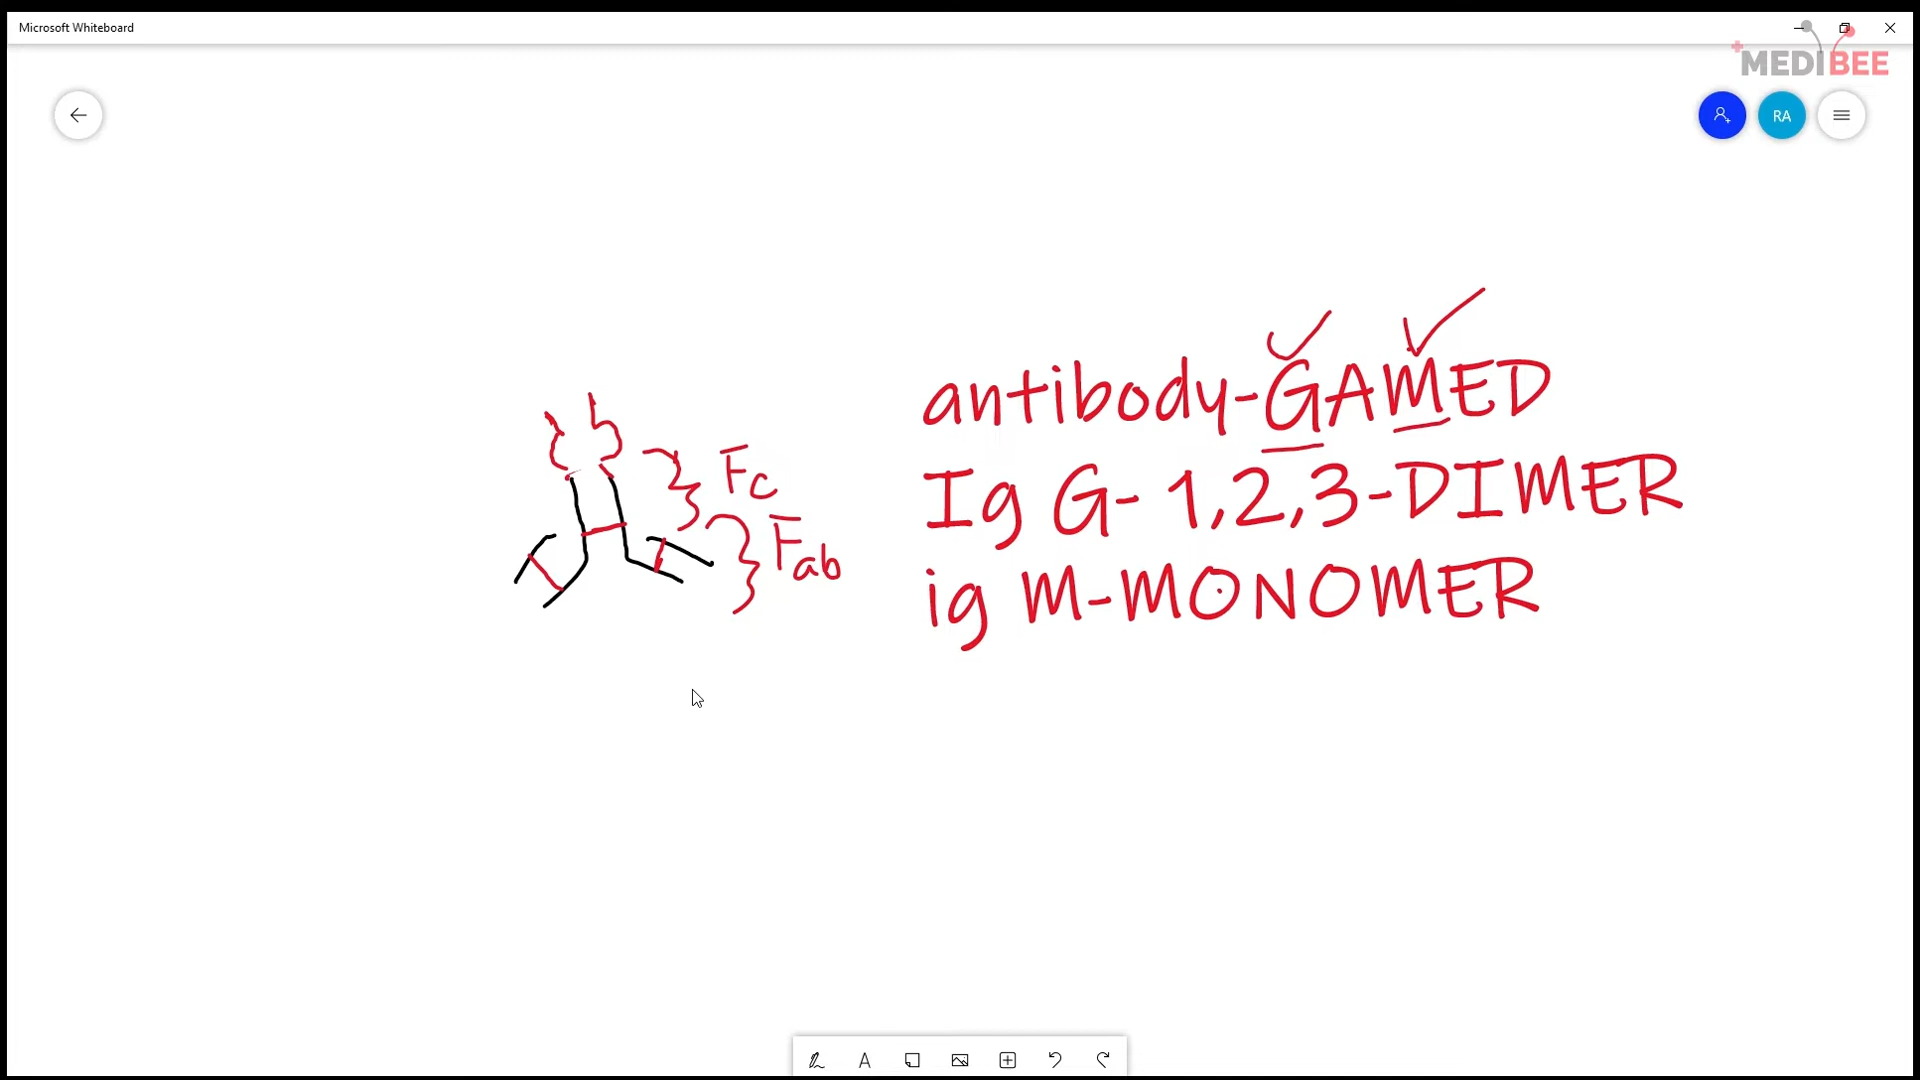 Microsoft Whiteboard
MEDIBEE
RA
antibody-GAMED
Ig G- 1,2,3-DIMER
ig M-MONOMER
Fc
Fab
A